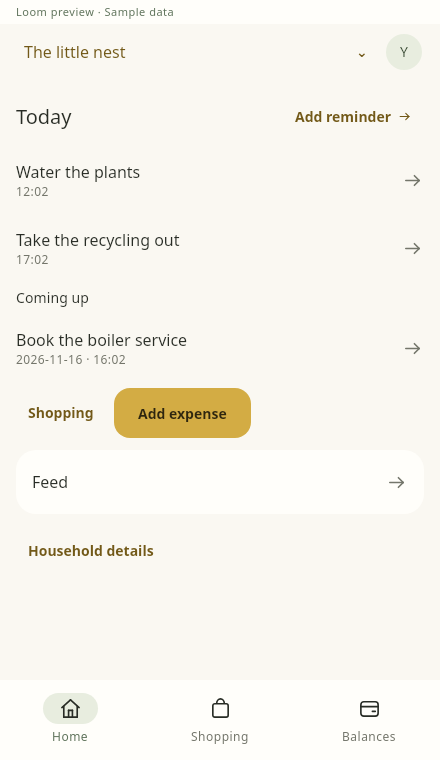 Loom preview · Sample data
The little nest
Y
Today
Add reminder
Water the plants
12:02
Take the recycling out
17:02
Coming up
Book the boiler service
2026-11-16 · 16:02
Shopping
Add expense
Feed
Household details
Home
Shopping
Balances